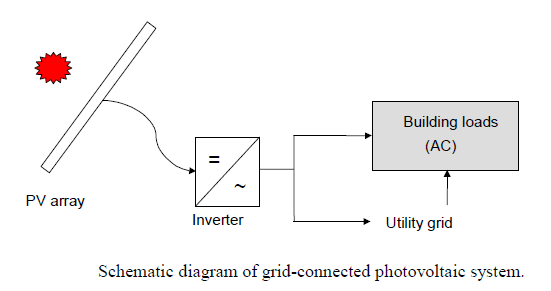 Building loads
(AC)
=
~
PV array
Inverter
Utility grid
Schematic diagram of grid-connected photovoltaic system.